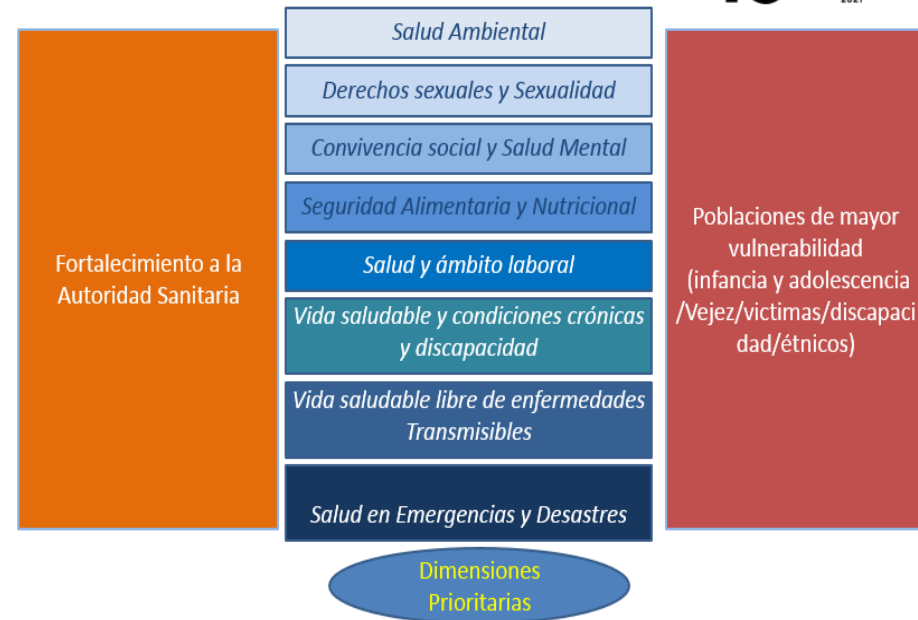 2021
Salud Ambiental
Derechos sexuales y Sexualidad
Convivencia social y Salud Mental
Seguridad Alimentaria y Nutricional
Salud y ámbito laboral
Vida saludable y condiciones crónicas
y discapacidad
Vida saludable libre de enfermedades
Transmisibles
Salud en Emergencias y Desastres
Dimensiones
Prioritarias
Fortalecimiento a la
Autoridad Sanitaria
Poblaciones de mayor
vulnerabilidad
(infancia y adolescencia
/Vejez/victimas/discapaci
dad/étnicos)